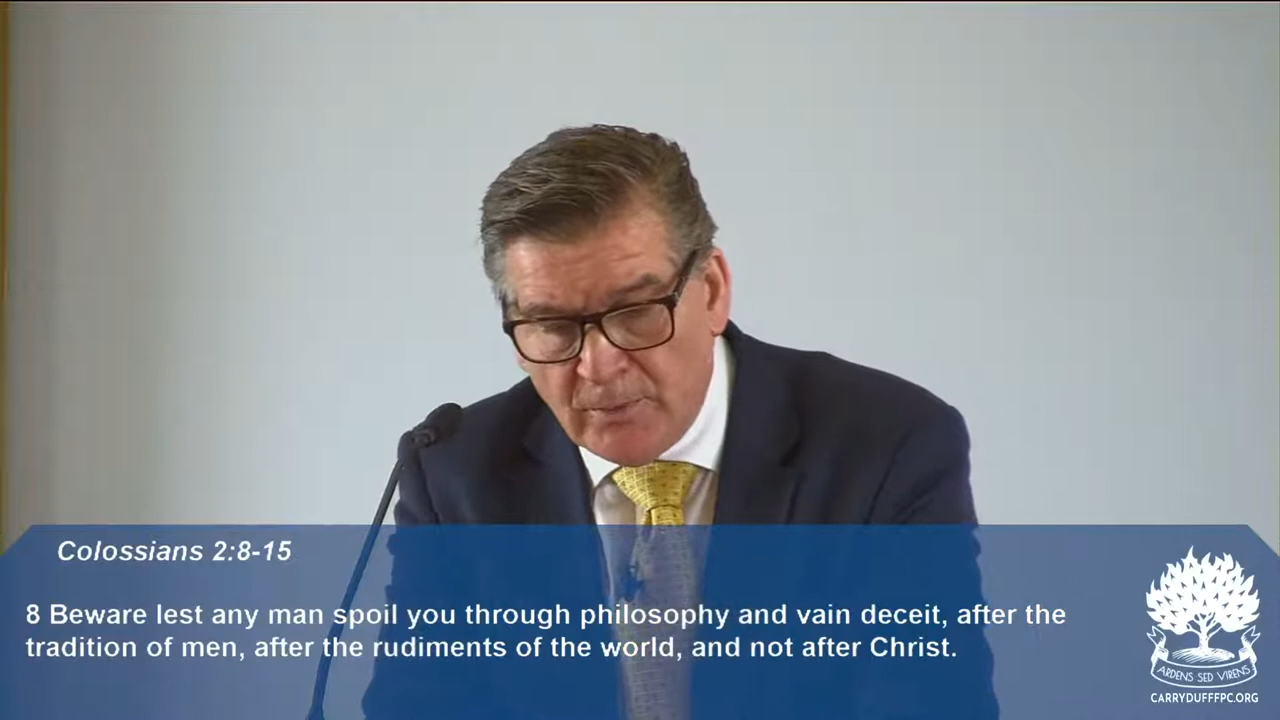 Colossians 2:8-15
8 Beware lest any man spoil you through philosophy and vain deceit, after the
tradition of men, after the rudiments of the world, and not after Christ.
ARDENS SED VIRENS
CARRYDUFFFPC.ORG